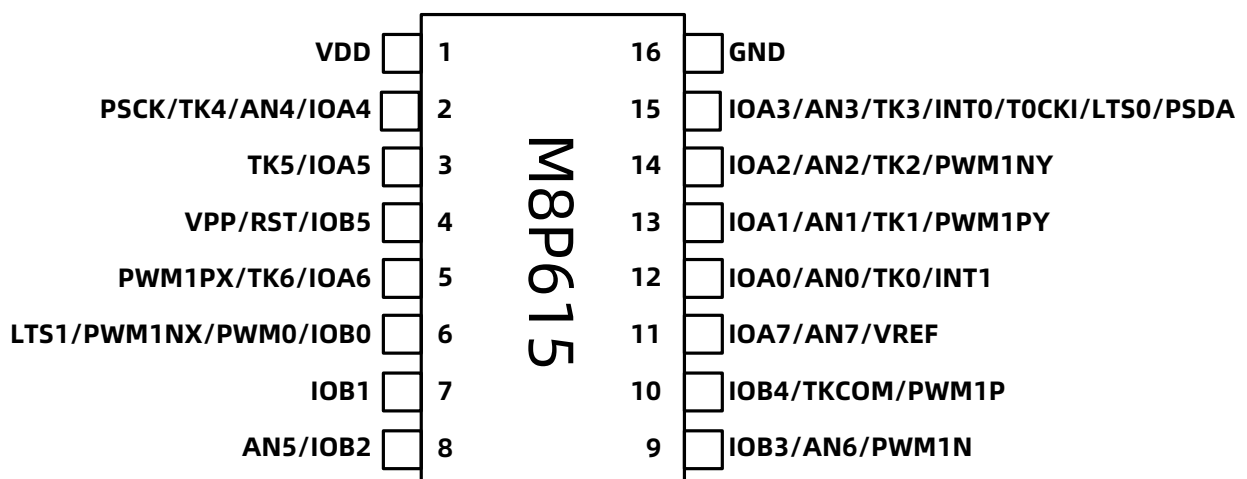 VDD 1 16 GND
PSCK/TK4/AN4/IOA4 2 15 IOA3/AN3/TK3/INT0/T0CKI/LTS0/PSDA
TK5/IOA5 3 14 IOA2/AN2/TK2/PWM1NY
VPP/RST/IOB5 4 13 IOA1/AN1/TK1/PWM1PY
PWM1PX/TK6/IOA6 5 12 IOA0/AN0/TK0/INT1
LTS1/PWM1NX/PWM0/IOB0 6 11 IOA7/AN7/VREF
IOB1 7 10 IOB4/TKCOM/PWM1P
AN5/IOB2 8 9 IOB3/AN6/PWM1N
M8P615